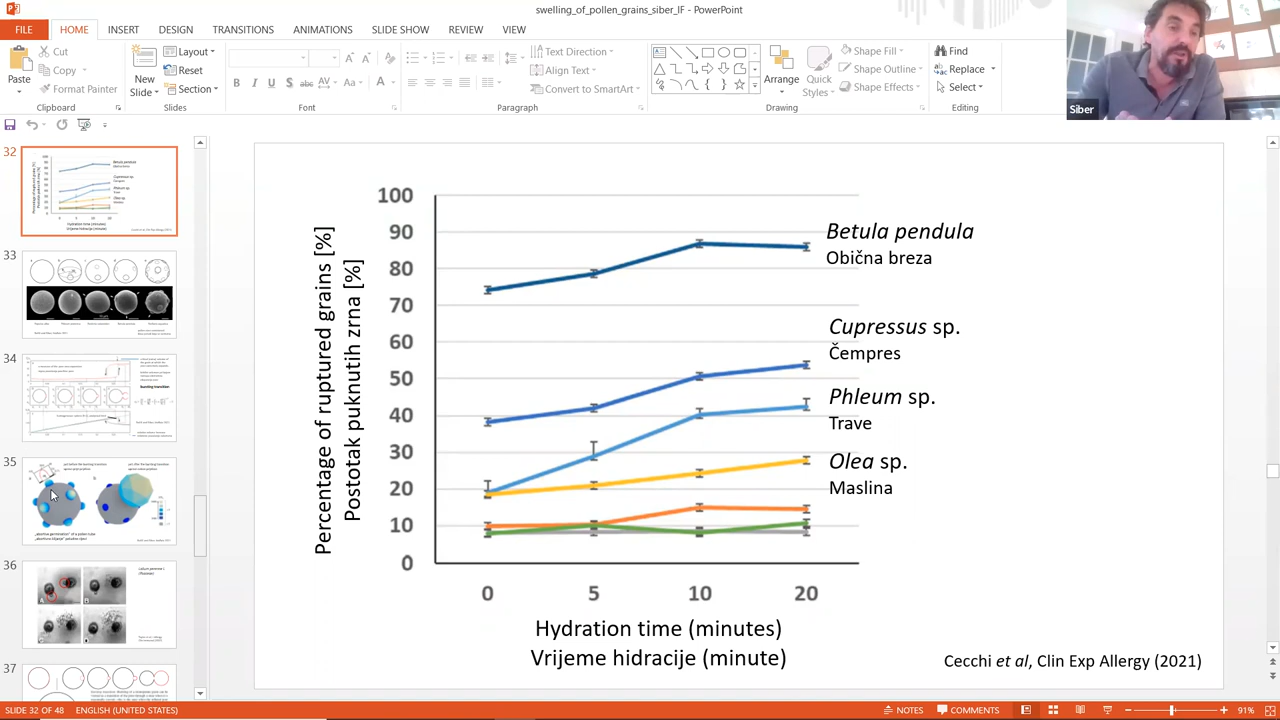 swelling_of_pollen_grains_siber_IF - PowerPoint
FILE
HOME
INSERT
DESIGN
TRANSITIONS
ANIMATIONS
SLIDE SHOW
REVIEW
VIEW
Paste
Cut
Copy
Format Painter
Clipboard
New
Slide
Layout
Reset
Section
Slides
B I U S abc AV Aa A
Font
Text Direction
Align Text
Convert to SmartArt
Paragraph
Arrange
Quick
Styles
Shape Fill
Shape Outline
Shape Effects
Drawing
Find
Replace
Select
Editing
Siber
32
33
34
35
36
37
Percentage of ruptured grains [%]
Postotak puknutih zrna [%]
100
90
80
70
60
50
40
30
20
10
0
0 5 10 20
Hydration time (minutes)
Vrijeme hidracije (minute)
Betula pendula
Obična breza
Cupressus sp.
Čempres
Phleum sp.
Trave
Olea sp.
Maslina
Cecchi et al, Clin Exp Allergy (2021)
SLIDE 32 OF 48
ENGLISH (UNITED STATES)
NOTES
COMMENTS
91%